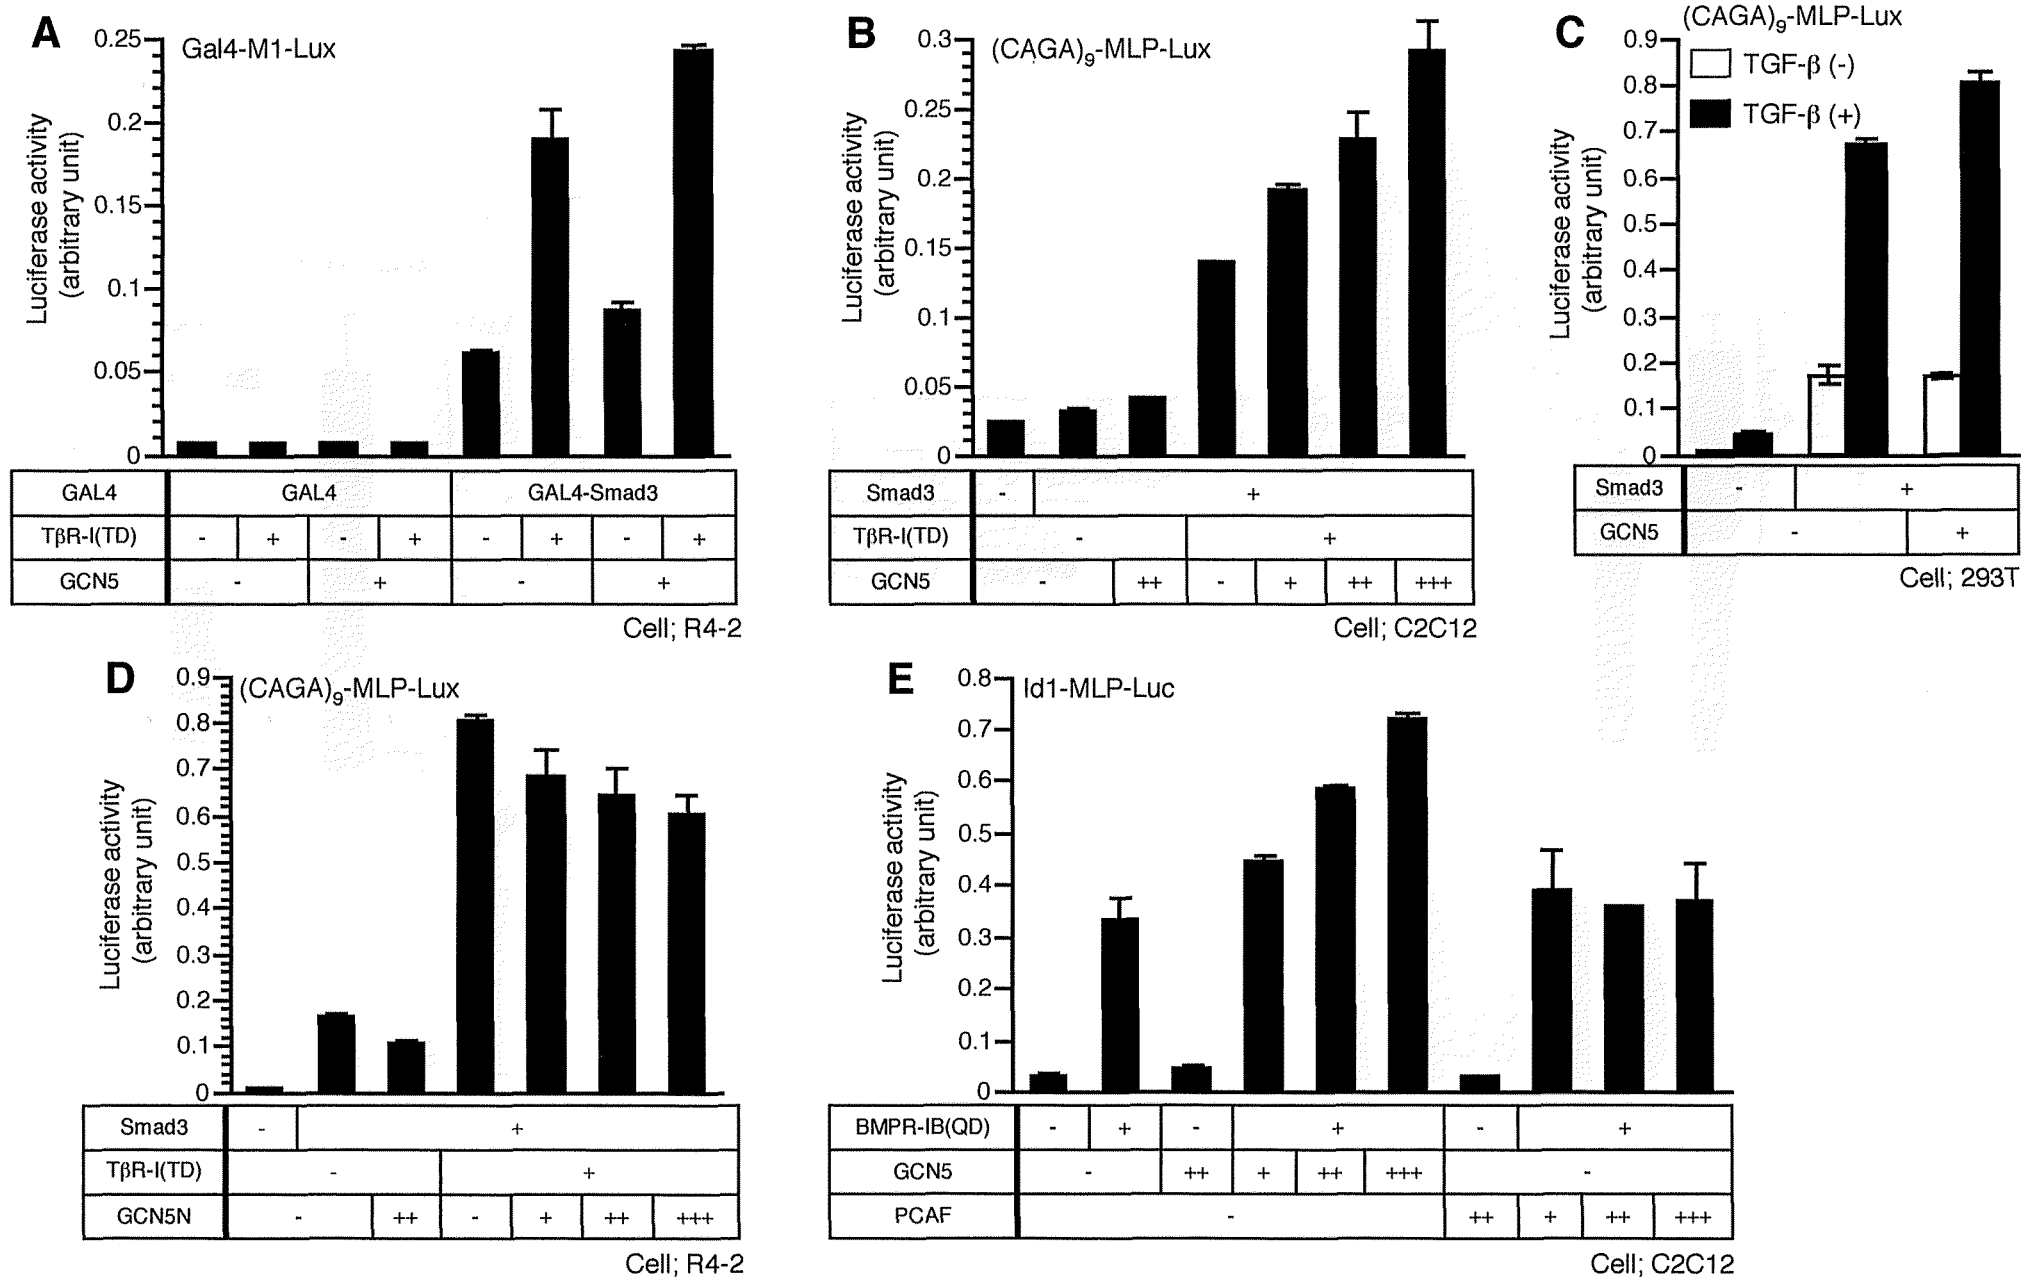 A
Gal4-M1-Lux
Luciferase activity
(arbitrary unit)
0.25
0.2
0.15
0.1
0.05
0
GAL4 GAL4 GAL4-Smad3
TβR-I(TD) - + - + - + - +
GCN5 - + - +
Cell; R4-2
B
(CAGA)9-MLP-Lux
Luciferase activity
(arbitrary unit)
0.3
0.25
0.2
0.15
0.1
0.05
0
Smad3 - +
TβR-I(TD) - +
GCN5 - ++ - + ++ +++
Cell; C2C12
C
(CAGA)9-MLP-Lux
TGF-β (-)
TGF-β (+)
Luciferase activity
(arbitrary unit)
0.9
0.8
0.7
0.6
0.5
0.4
0.3
0.2
0.1
0
Smad3 - +
GCN5 - +
Cell; 293T
D
(CAGA)9-MLP-Lux
Luciferase activity
(arbitrary unit)
0.9
0.8
0.7
0.6
0.5
0.4
0.3
0.2
0.1
0
Smad3 - +
TβR-I(TD) - +
GCN5N - ++ - + ++ +++
Cell; R4-2
E
Id1-MLP-Luc
Luciferase activity
(arbitrary unit)
0.8
0.7
0.6
0.5
0.4
0.3
0.2
0.1
0
BMPR-IB(QD) - + - + - +
GCN5 - ++ + ++ +++ -
PCAF - ++ + ++ +++
Cell; C2C12